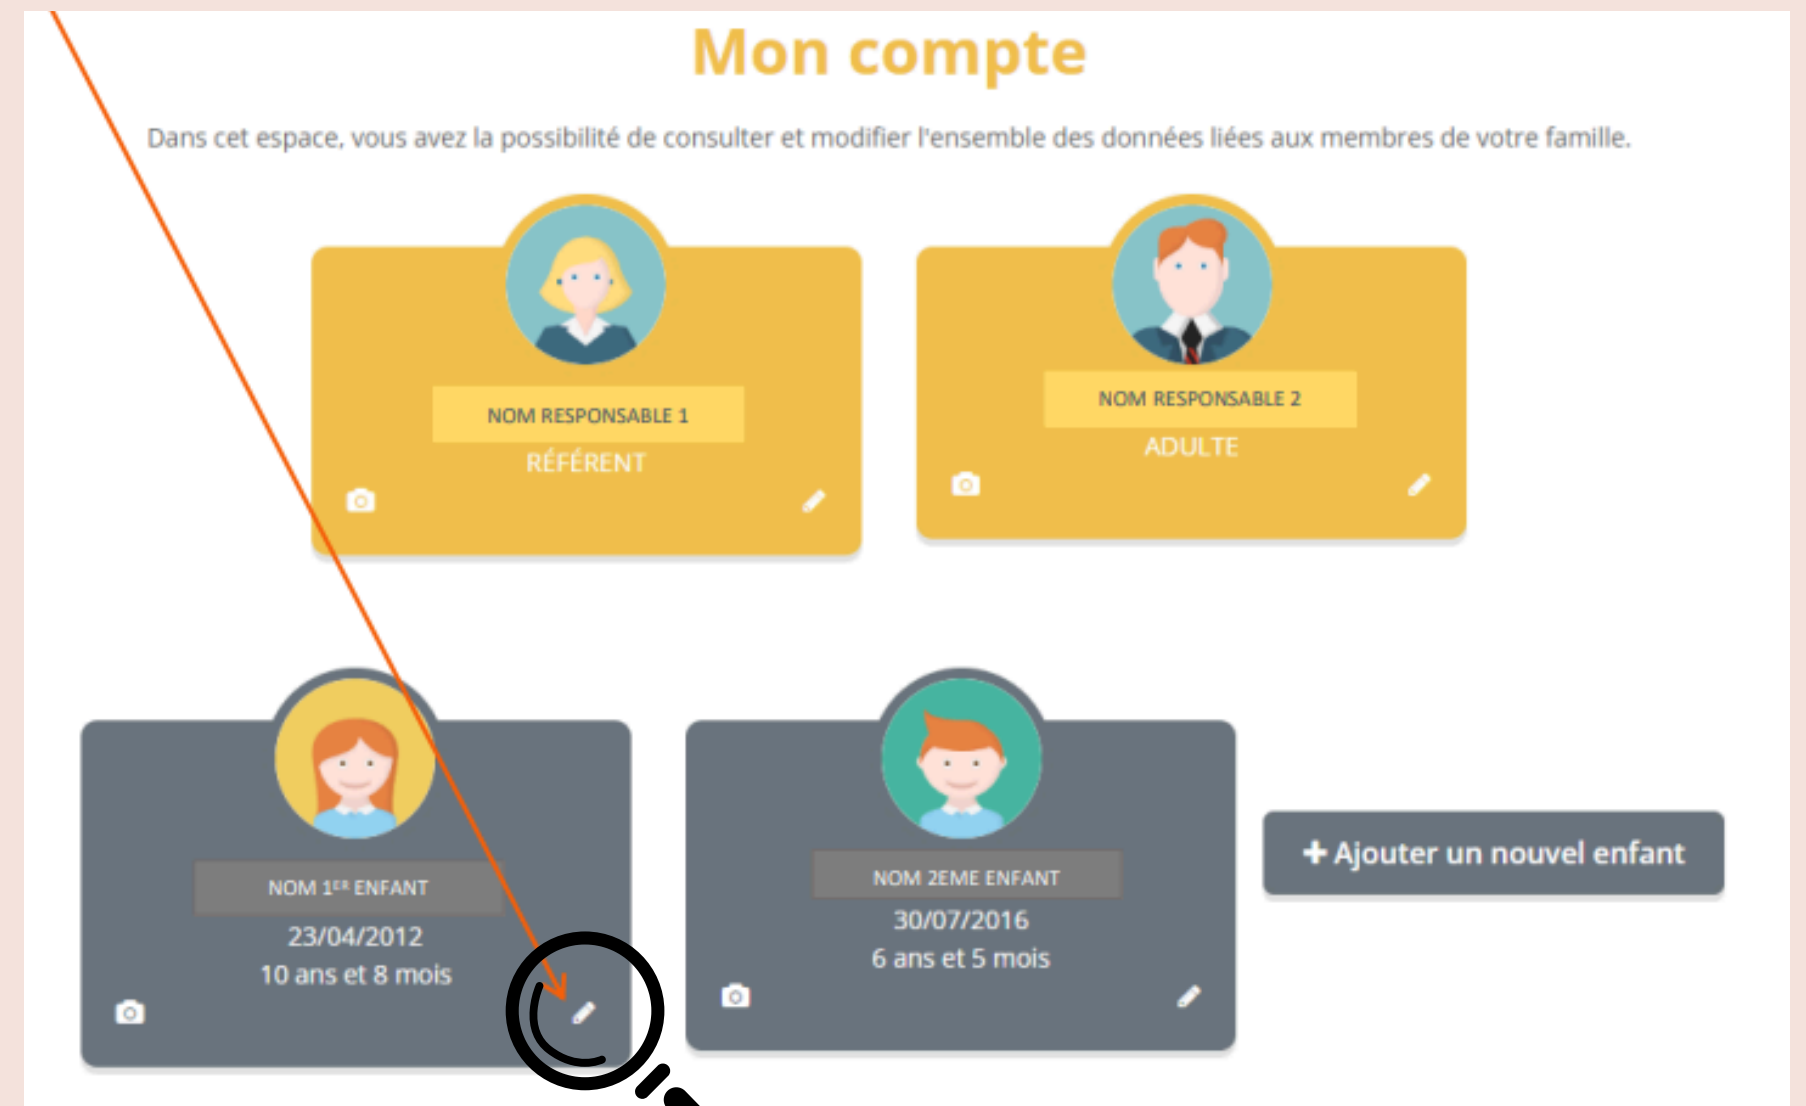 Mon compte
Dans cet espace, vous avez la possibilité de consulter et modifier l'ensemble des données liées aux membres de votre famille.
NOM RESPONSABLE 1
RÉFÉRENT
NOM RESPONSABLE 2
ADULTE
NOM 1ER ENFANT
23/04/2012
10 ans et 8 mois
NOM 2EME ENFANT
30/07/2016
6 ans et 5 mois
Ajouter un nouvel enfant